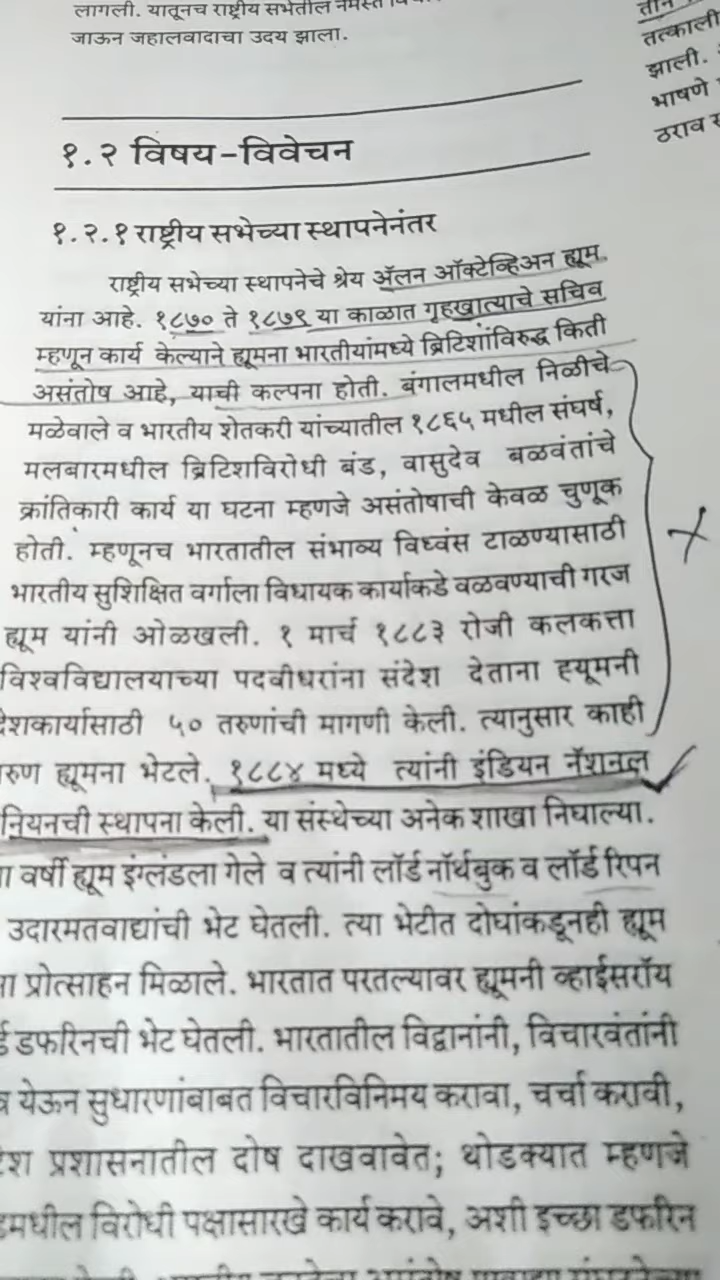 लागली. यातूनच राष्ट्रीय सभेतील
जाऊन जहालवादाचा उदय झाला.
१.२ विषय-विवेचन
१.२.१ राष्ट्रीय सभेच्या स्थापनेनंतर
राष्ट्रीय सभेच्या स्थापनेचे श्रेय ॲलन ऑक्टेव्हिअन ह्यूम
यांना आहे. १८७० ते १८७९ या काळात गृहखात्याचे सचिव
म्हणून कार्य केल्याने ह्यूमना भारतीयांमध्ये ब्रिटिशांविरुद्ध किती
असंतोष आहे, याची कल्पना होती. बंगालमधील निळीचे
मळेवाले व भारतीय शेतकरी यांच्यातील १८६५ मधील संघर्ष,
मलबारमधील ब्रिटिशविरोधी बंड, वासुदेव बळवंतांचे
क्रांतिकारी कार्य या घटना म्हणजे असंतोषाची केवळ चुणूक
होती. म्हणूनच भारतातील संभाव्य विध्वंस टाळण्यासाठी
भारतीय सुशिक्षित वर्गाला विधायक कार्याकडे वळवण्याची गरज
ह्यूम यांनी ओळखली. १ मार्च १८८३ रोजी कलकत्ता
विश्वविद्यालयाच्या पदवीधरांना संदेश देताना ह्यूमनी
देशकार्यासाठी ५० तरुणांची मागणी केली. त्यानुसार काही
ह्यूमना भेटले. १८८४ मध्ये त्यांनी इंडियन नॅशनल
स्थापना केली. या संस्थेच्या अनेक शाखा निघाल्या.
वर्षी ह्यूम इंग्लंडला गेले व त्यांनी लॉर्ड नॉर्थबुक व लॉर्ड रिपन
उदारमतवाद्यांची भेट घेतली. त्या भेटीत दोघांकडूनही ह्यूम
प्रोत्साहन मिळाले. भारतात परतल्यावर ह्यूमनी व्हाईसरॉय
डफरिनची भेट घेतली. भारतातील विद्वानांनी, विचारवंतांनी
येऊन सुधारणांबाबत विचारविनिमय करावा, चर्चा करावी,
प्रशासनातील दोष दाखवावेत; थोडक्यात म्हणजे
विरोधी पक्षासारखे कार्य करावे, अशी इच्छा डफरिन
तीन
तत्काली
झाली.
भाषणे
ठराव